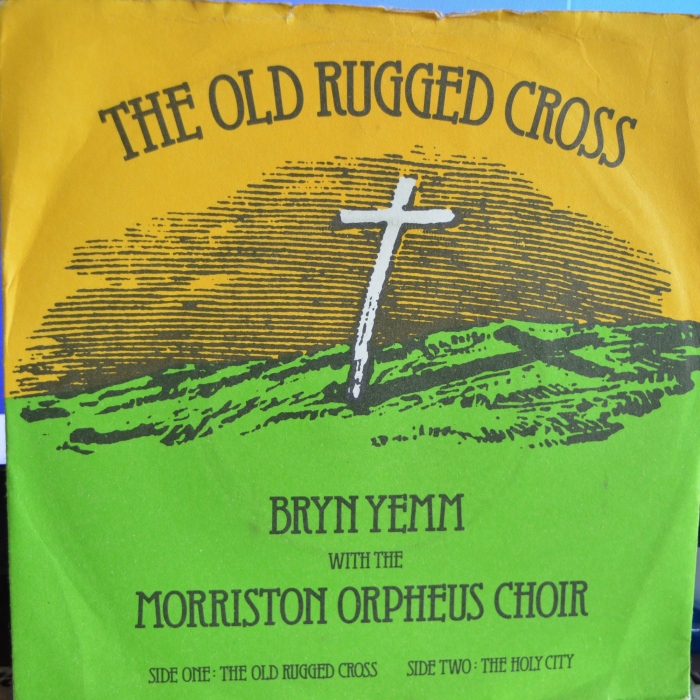 THE OLD RUGGED CROSS
BRYN YEMM
WITH THE
MORRISTON ORPHEUS CHOIR
SIDE ONE: THE OLD RUGGED CROSS SIDE TWO: THE HOLY CITY